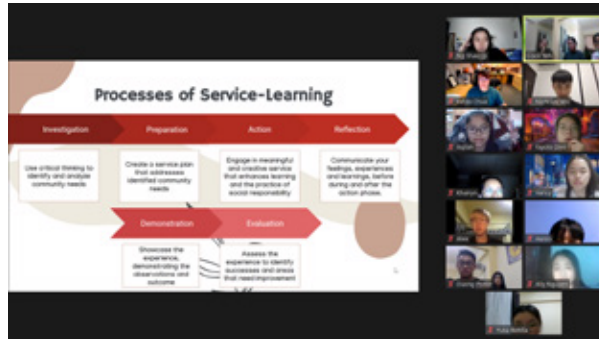 Processes of Service-Learning
Investigation
Preparation
Action
Reflection
Use critical thinking to
identify and analyze
community needs
Create a service plan
that addresses
identified community
needs
Engage in meaningful
and creative service
that enhances learning
and the practice of
social responsibility
Communicate your
feelings, experiences
and learnings, before,
during and after the
action phase.
Demonstration
Evaluation
Showcase the
experience,
demonstrating the
observations and
outcome
Assess the
experience to identify
successes and areas
that need improvement